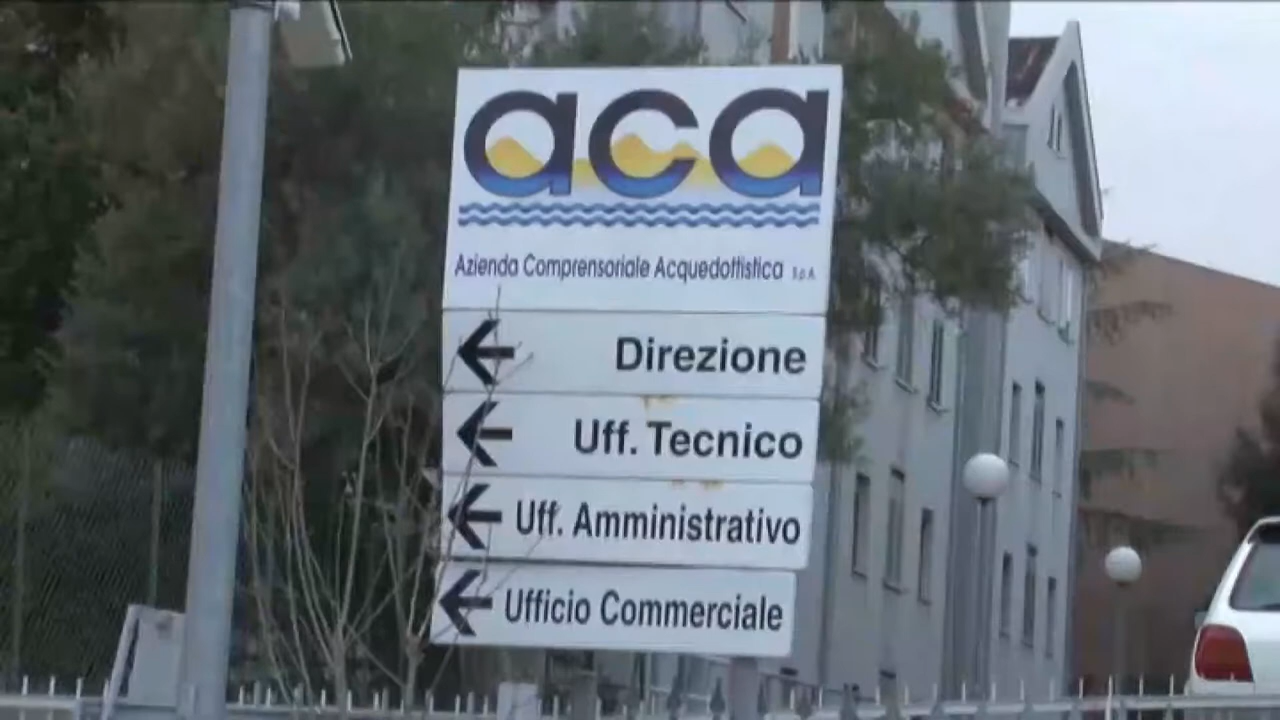 aca
Azienda Comprensoriale Acquedottistica S.p.A.
Direzione
Uff. Tecnico
Uff. Amministrativo
Ufficio Commerciale